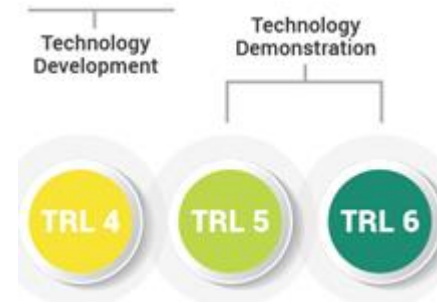 Technology
Development
Technology
Demonstration
TRL 4
TRL 5
TRL 6